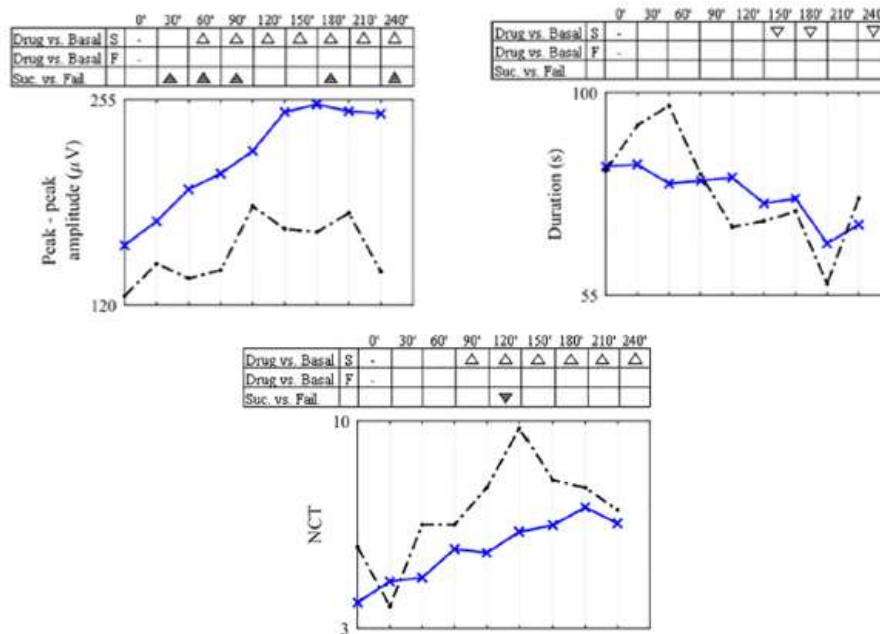 0' 30' 60' 90' 120' 150' 180' 210' 240'
Drug vs. Basal S -
Drug vs. Basal F -
Suc. vs. Fail.
255
Peak - peak
amplitude (μV)
120
0' 30' 60' 90' 120' 150' 180' 210' 240'
Drug vs. Basal S -
Drug vs. Basal F -
Suc. vs. Fail.
100
Duration (s)
55
0' 30' 60' 90' 120' 150' 180' 210' 240'
Drug vs. Basal S -
Drug vs. Basal F -
Suc. vs. Fail.
10
NCT
3